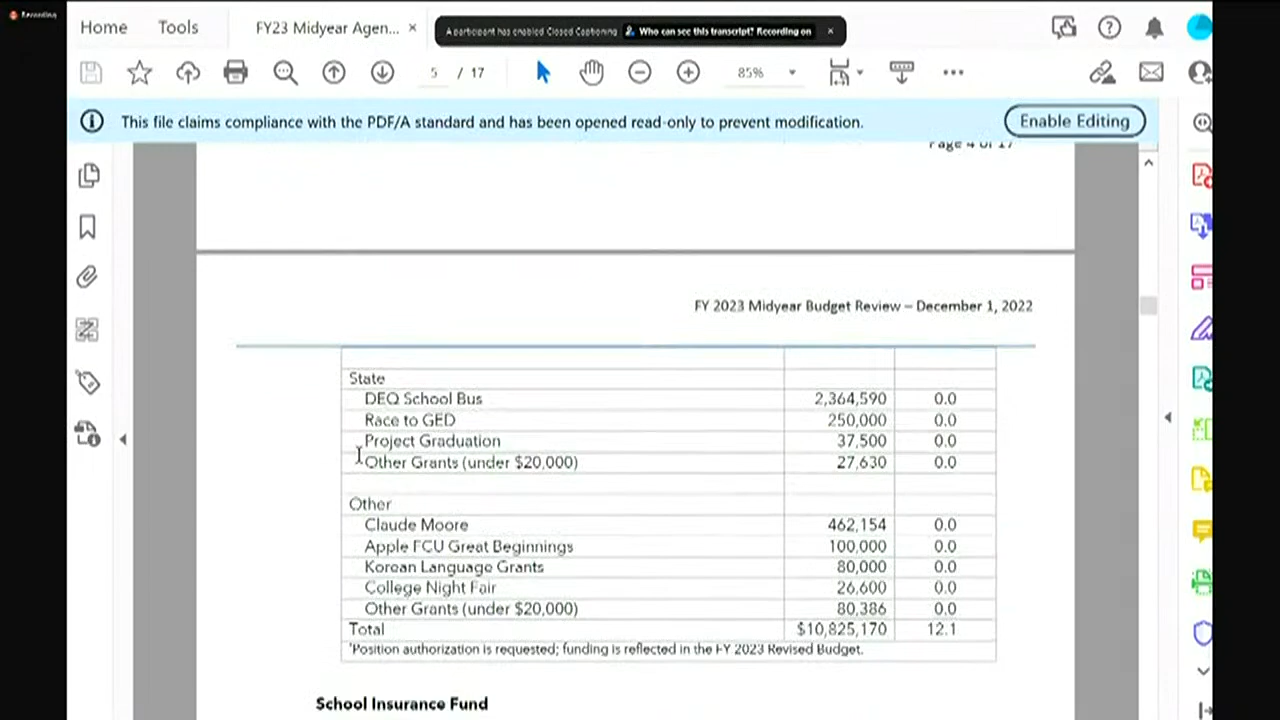 Recording
Home Tools FY23 Midyear Agen... ×
A participant has enabled Closed Captioning Who can see this transcript? Recording on ×
5 / 17 85%
This file claims compliance with the PDF/A standard and has been opened read-only to prevent modification. Enable Editing
Page 4 of 17
FY 2023 Midyear Budget Review – December 1, 2022
State
DEQ School Bus 2,364,590 0.0
Race to GED 250,000 0.0
Project Graduation 37,500 0.0
Other Grants (under $20,000) 27,630 0.0
Other
Claude Moore 462,154 0.0
Apple FCU Great Beginnings 100,000 0.0
Korean Language Grants 80,000 0.0
College Night Fair 26,600 0.0
Other Grants (under $20,000) 80,386 0.0
Total $10,825,170 12.1
Position authorization is requested; funding is reflected in the FY 2023 Revised Budget.
School Insurance Fund